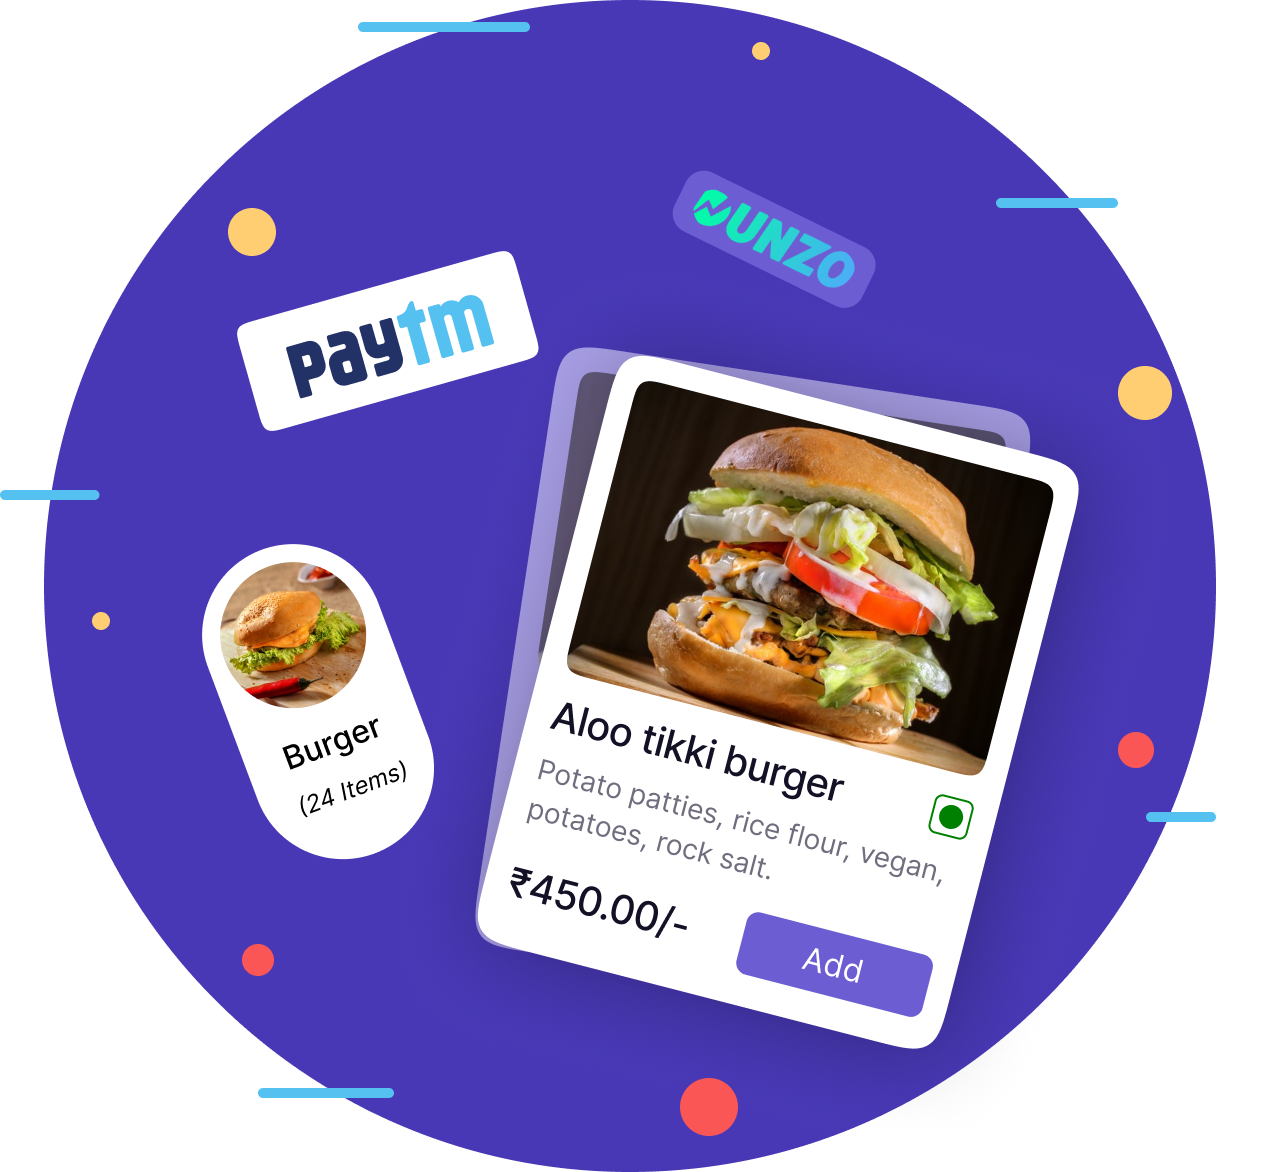 DUNZO
paytm
Aloo tikki burger
Potato patties, rice flour, vegan,
potatoes, rock salt.
₹450.00/-
Add
Burger
(24 Items)